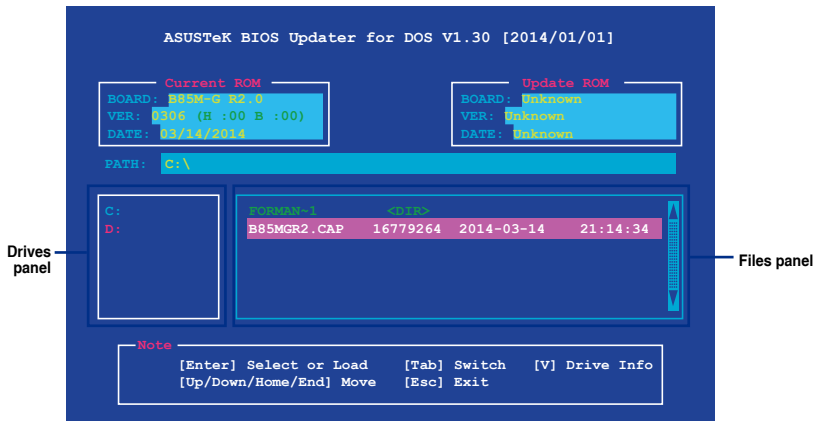 ASUSTeK BIOS Updater for DOS V1.30 [2014/01/01]
Current ROM
BOARD: B85M-G R2.0
VER: 0306 (H :00 B :00)
DATE: 03/14/2014
Update ROM
BOARD: Unknown
VER: Unknown
DATE: Unknown
PATH: C:\
C:
D:
FORMAN~1 <DIR>
B85MGR2.CAP 16779264 2014-03-14 21:14:34
Drives panel
Files panel
Note
[Enter] Select or Load [Tab] Switch [V] Drive Info
[Up/Down/Home/End] Move [Esc] Exit